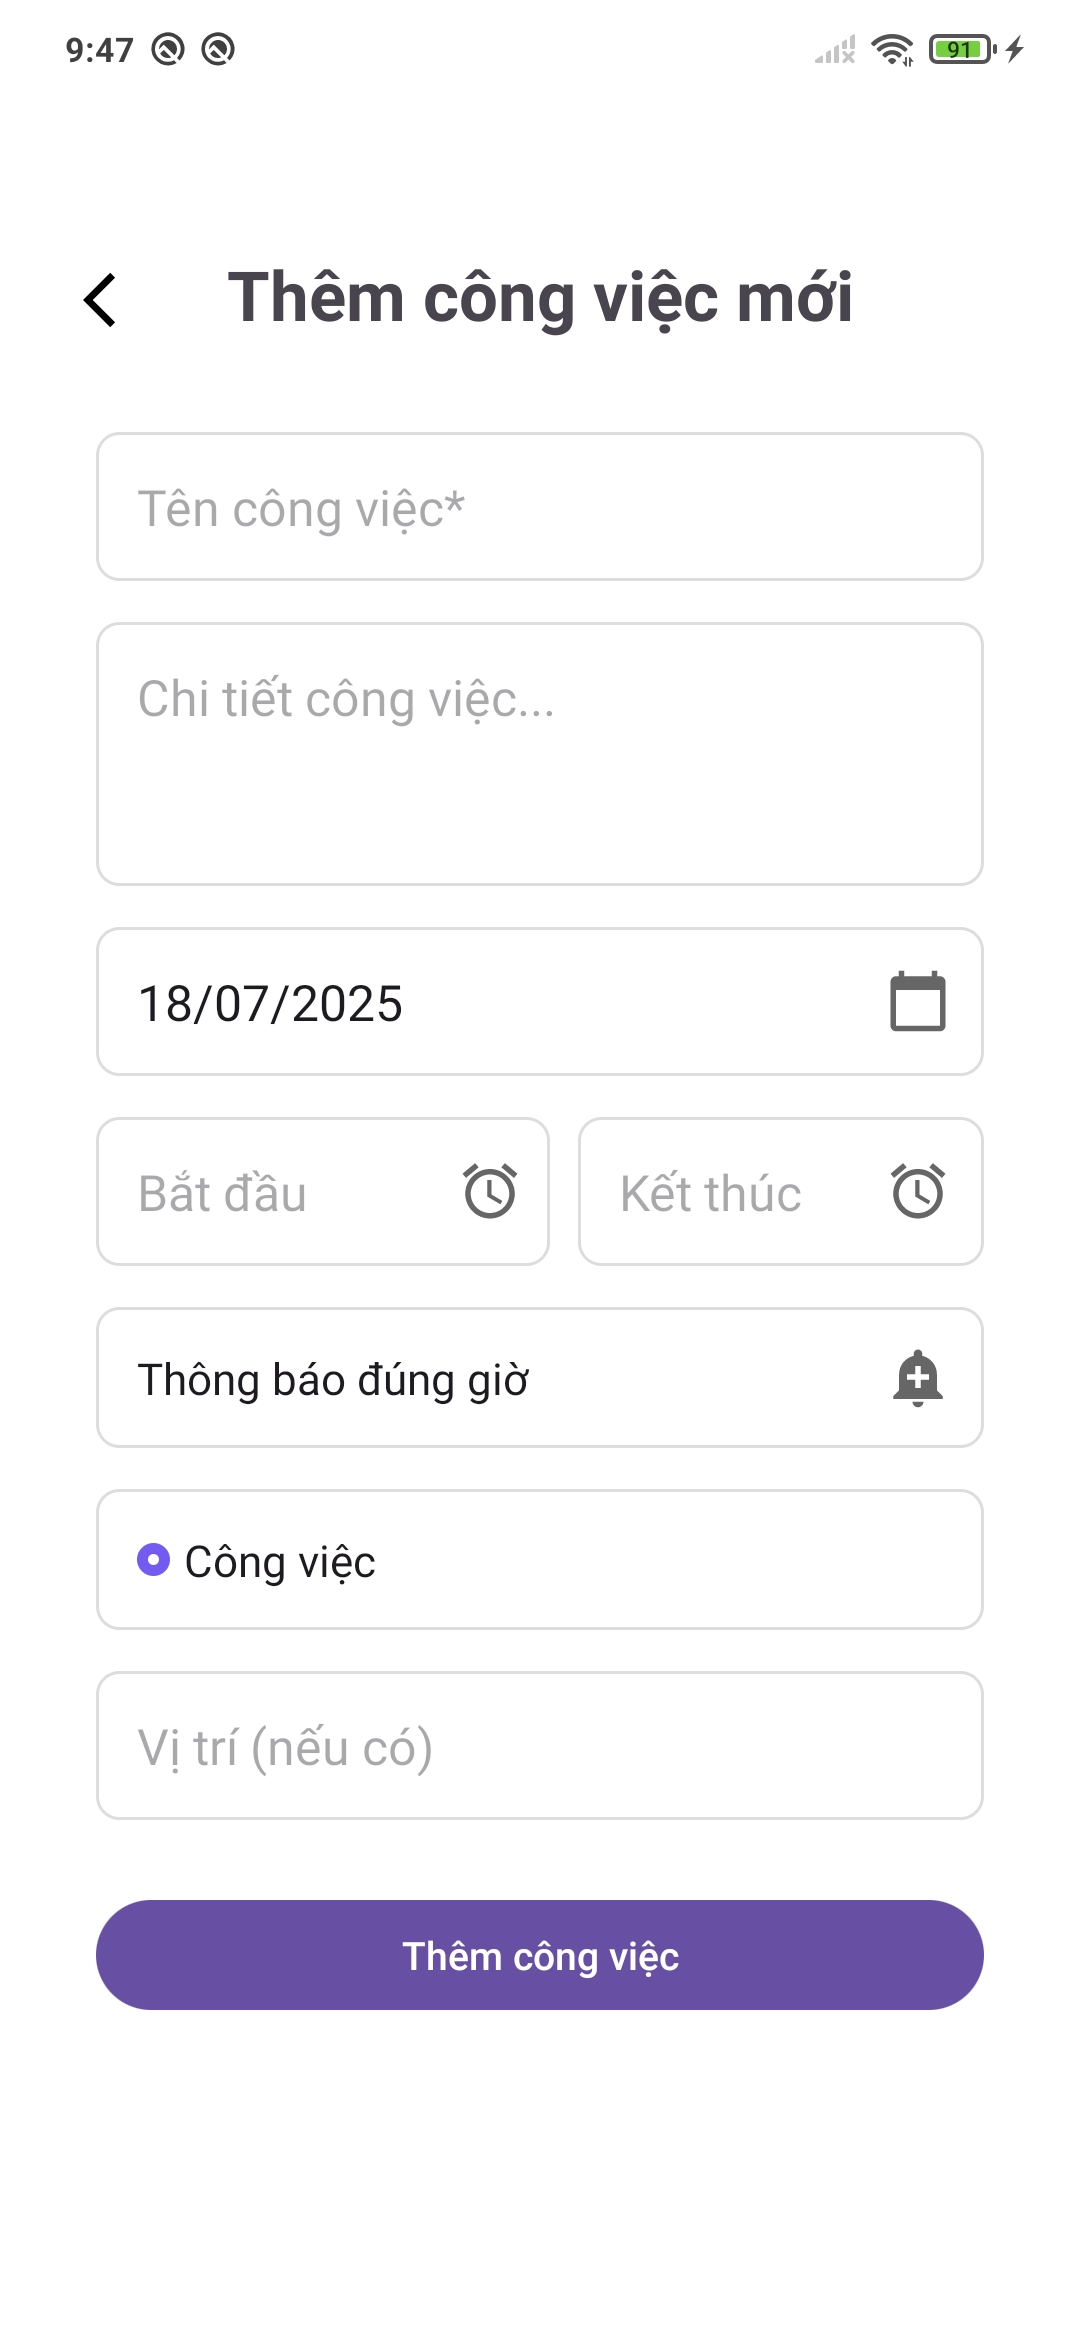 9:47
91
Thêm công việc mới
Tên công việc*
Chi tiết công việc...
18/07/2025
Bắt đầu
Kết thúc
Thông báo đúng giờ
Công việc
Vị trí (nếu có)
Thêm công việc